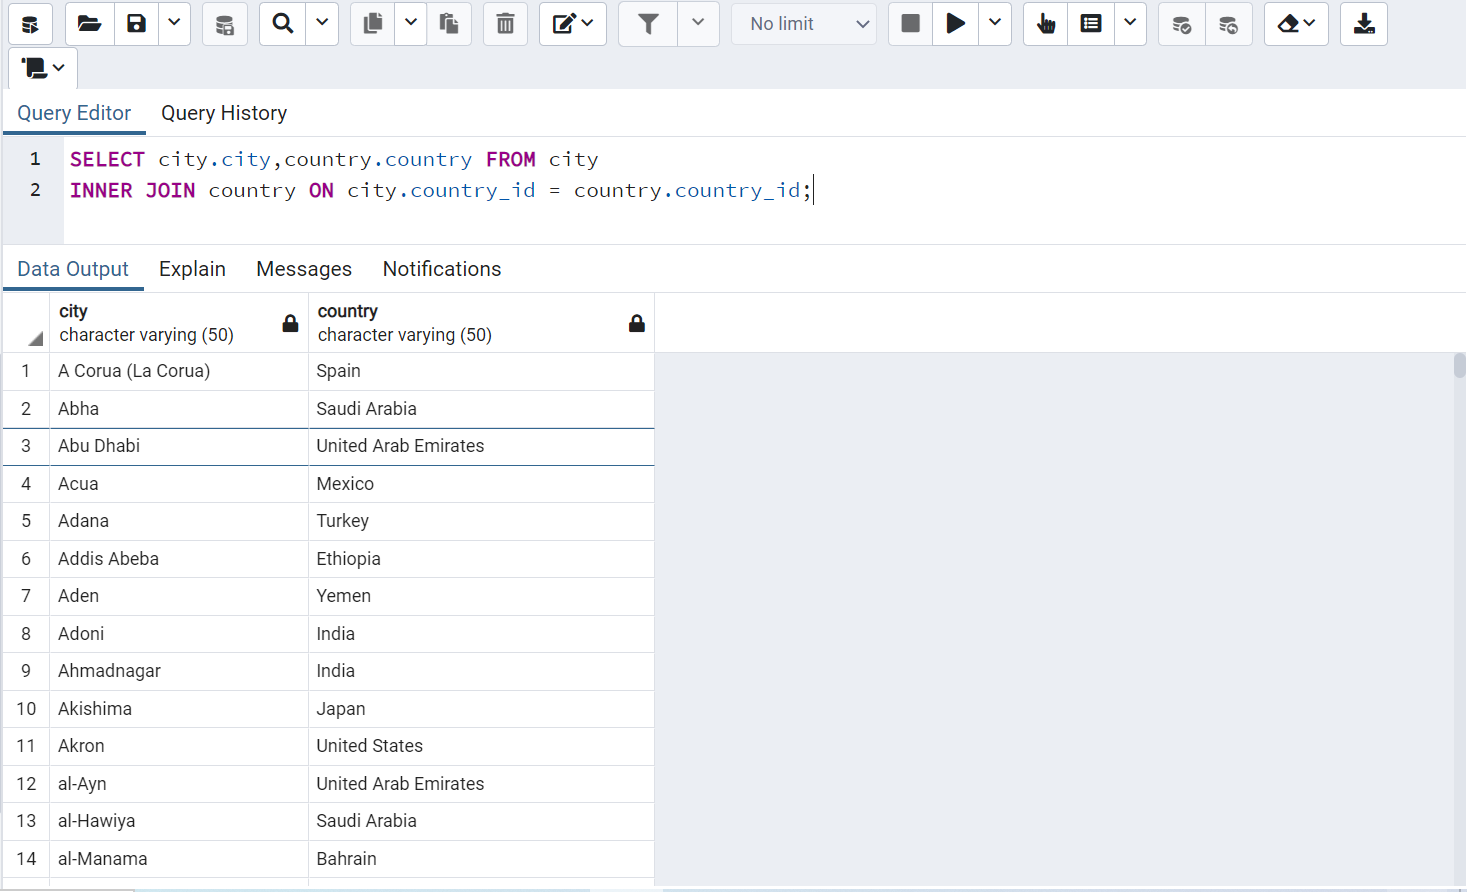 No limit
Query Editor Query History
1 SELECT city.city,country.country FROM city
2 INNER JOIN country ON city.country_id = country.country_id;
Data Output Explain Messages Notifications
city country
character varying (50) character varying (50)
1 A Corua (La Corua) Spain
2 Abha Saudi Arabia
3 Abu Dhabi United Arab Emirates
4 Acua Mexico
5 Adana Turkey
6 Addis Abeba Ethiopia
7 Aden Yemen
8 Adoni India
9 Ahmadnagar India
10 Akishima Japan
11 Akron United States
12 al-Ayn United Arab Emirates
13 al-Hawiya Saudi Arabia
14 al-Manama Bahrain